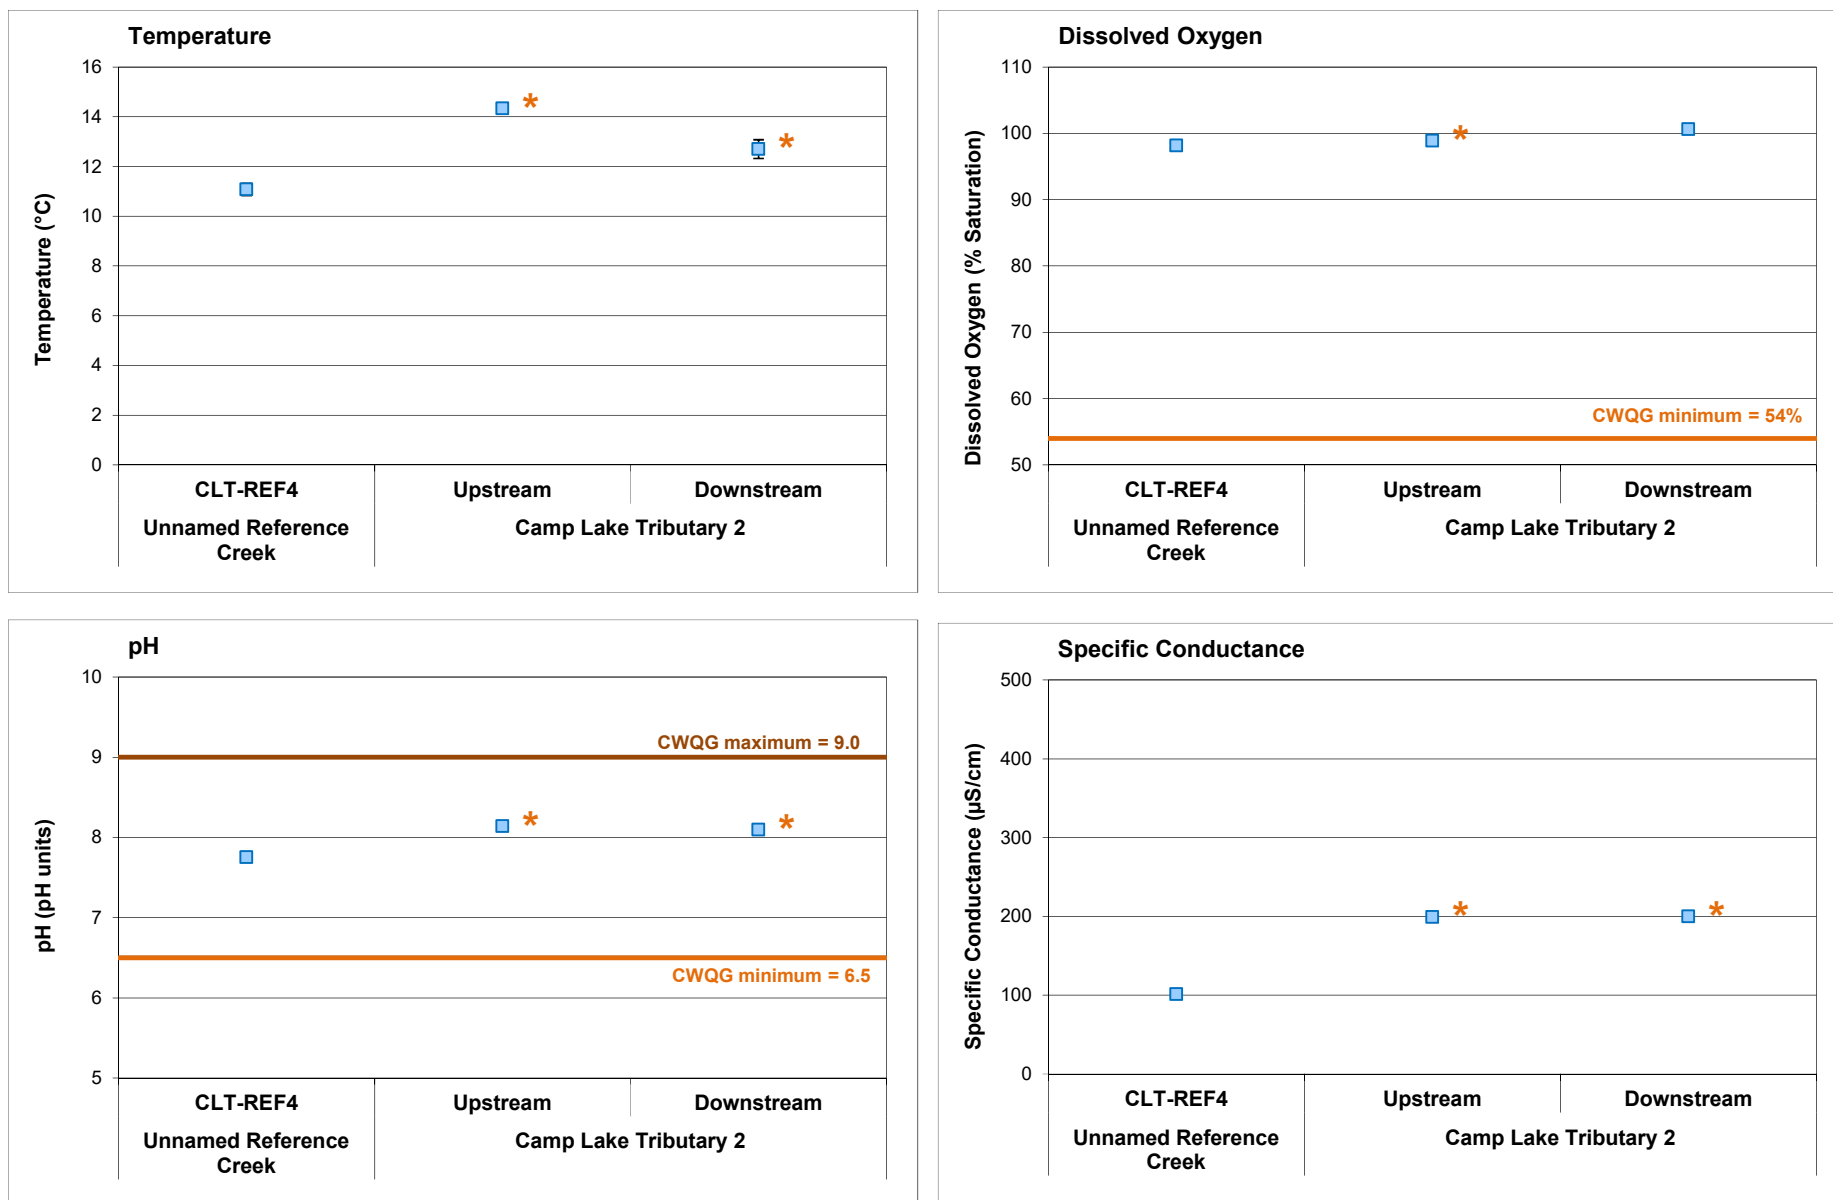 Temperature
Temperature (°C)
16
14
12
10
8
6
4
2
0
*
*
CLT-REF4
Upstream
Downstream
Unnamed Reference
Creek
Camp Lake Tributary 2
Dissolved Oxygen
Dissolved Oxygen (% Saturation)
110
100
90
80
70
60
50
*
CWQG minimum = 54%
CLT-REF4
Upstream
Downstream
Unnamed Reference
Creek
Camp Lake Tributary 2
pH
pH (pH units)
10
9
8
7
6
5
CWQG maximum = 9.0
*
*
CWQG minimum = 6.5
CLT-REF4
Upstream
Downstream
Unnamed Reference
Creek
Camp Lake Tributary 2
Specific Conductance
Specific Conductance (µS/cm)
500
400
300
200
100
0
*
*
CLT-REF4
Upstream
Downstream
Unnamed Reference
Creek
Camp Lake Tributary 2